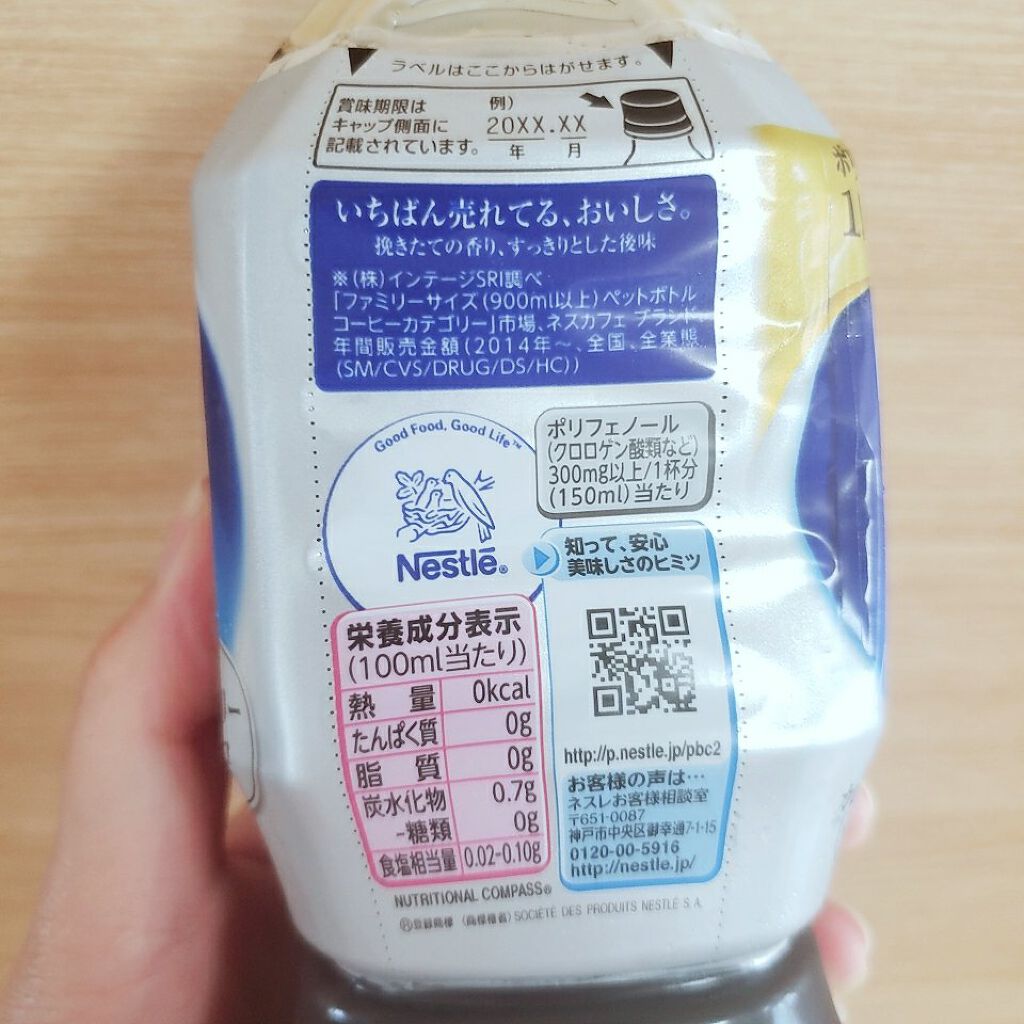 ラベルはここからはがせます。
賞味期限は
キャップ側面に
記載されています。
例)
20XX.XX
年 月
いちばん売れてる、おいしさ。
挽きたての香り、すっきりとした後味
※(株)インテージSRI調べ
「ファミリーサイズ(900ml以上)ペットボトル
コーヒーカテゴリー」市場、ネスカフェ ブランド
年間販売金額(2014年〜、全国、全業態
(SM/CVS/DRUG/DS/HC))
Good Food, Good Life™
Nestlé®
ポリフェノール
(クロロゲン酸類など)
300mg以上/1杯分
(150ml)当たり
知って、安心
美味しさのヒミツ
http://p.nestle.jp/pbc2
お客様の声は…
ネスレお客様相談室
〒651-0087
神戸市中央区御幸通7-1-15
0120-00-5916
http://nestle.jp/
栄養成分表示
(100ml当たり)
熱量 0kcal
たんぱく質 0g
脂質 0g
炭水化物 0.7g
-糖類 0g
食塩相当量 0.02-0.10g
NUTRITIONAL COMPASS®
Ⓡ登録商標 (商標権者)SOCIÉTÉ DES PRODUITS NESTLÉ S.A.